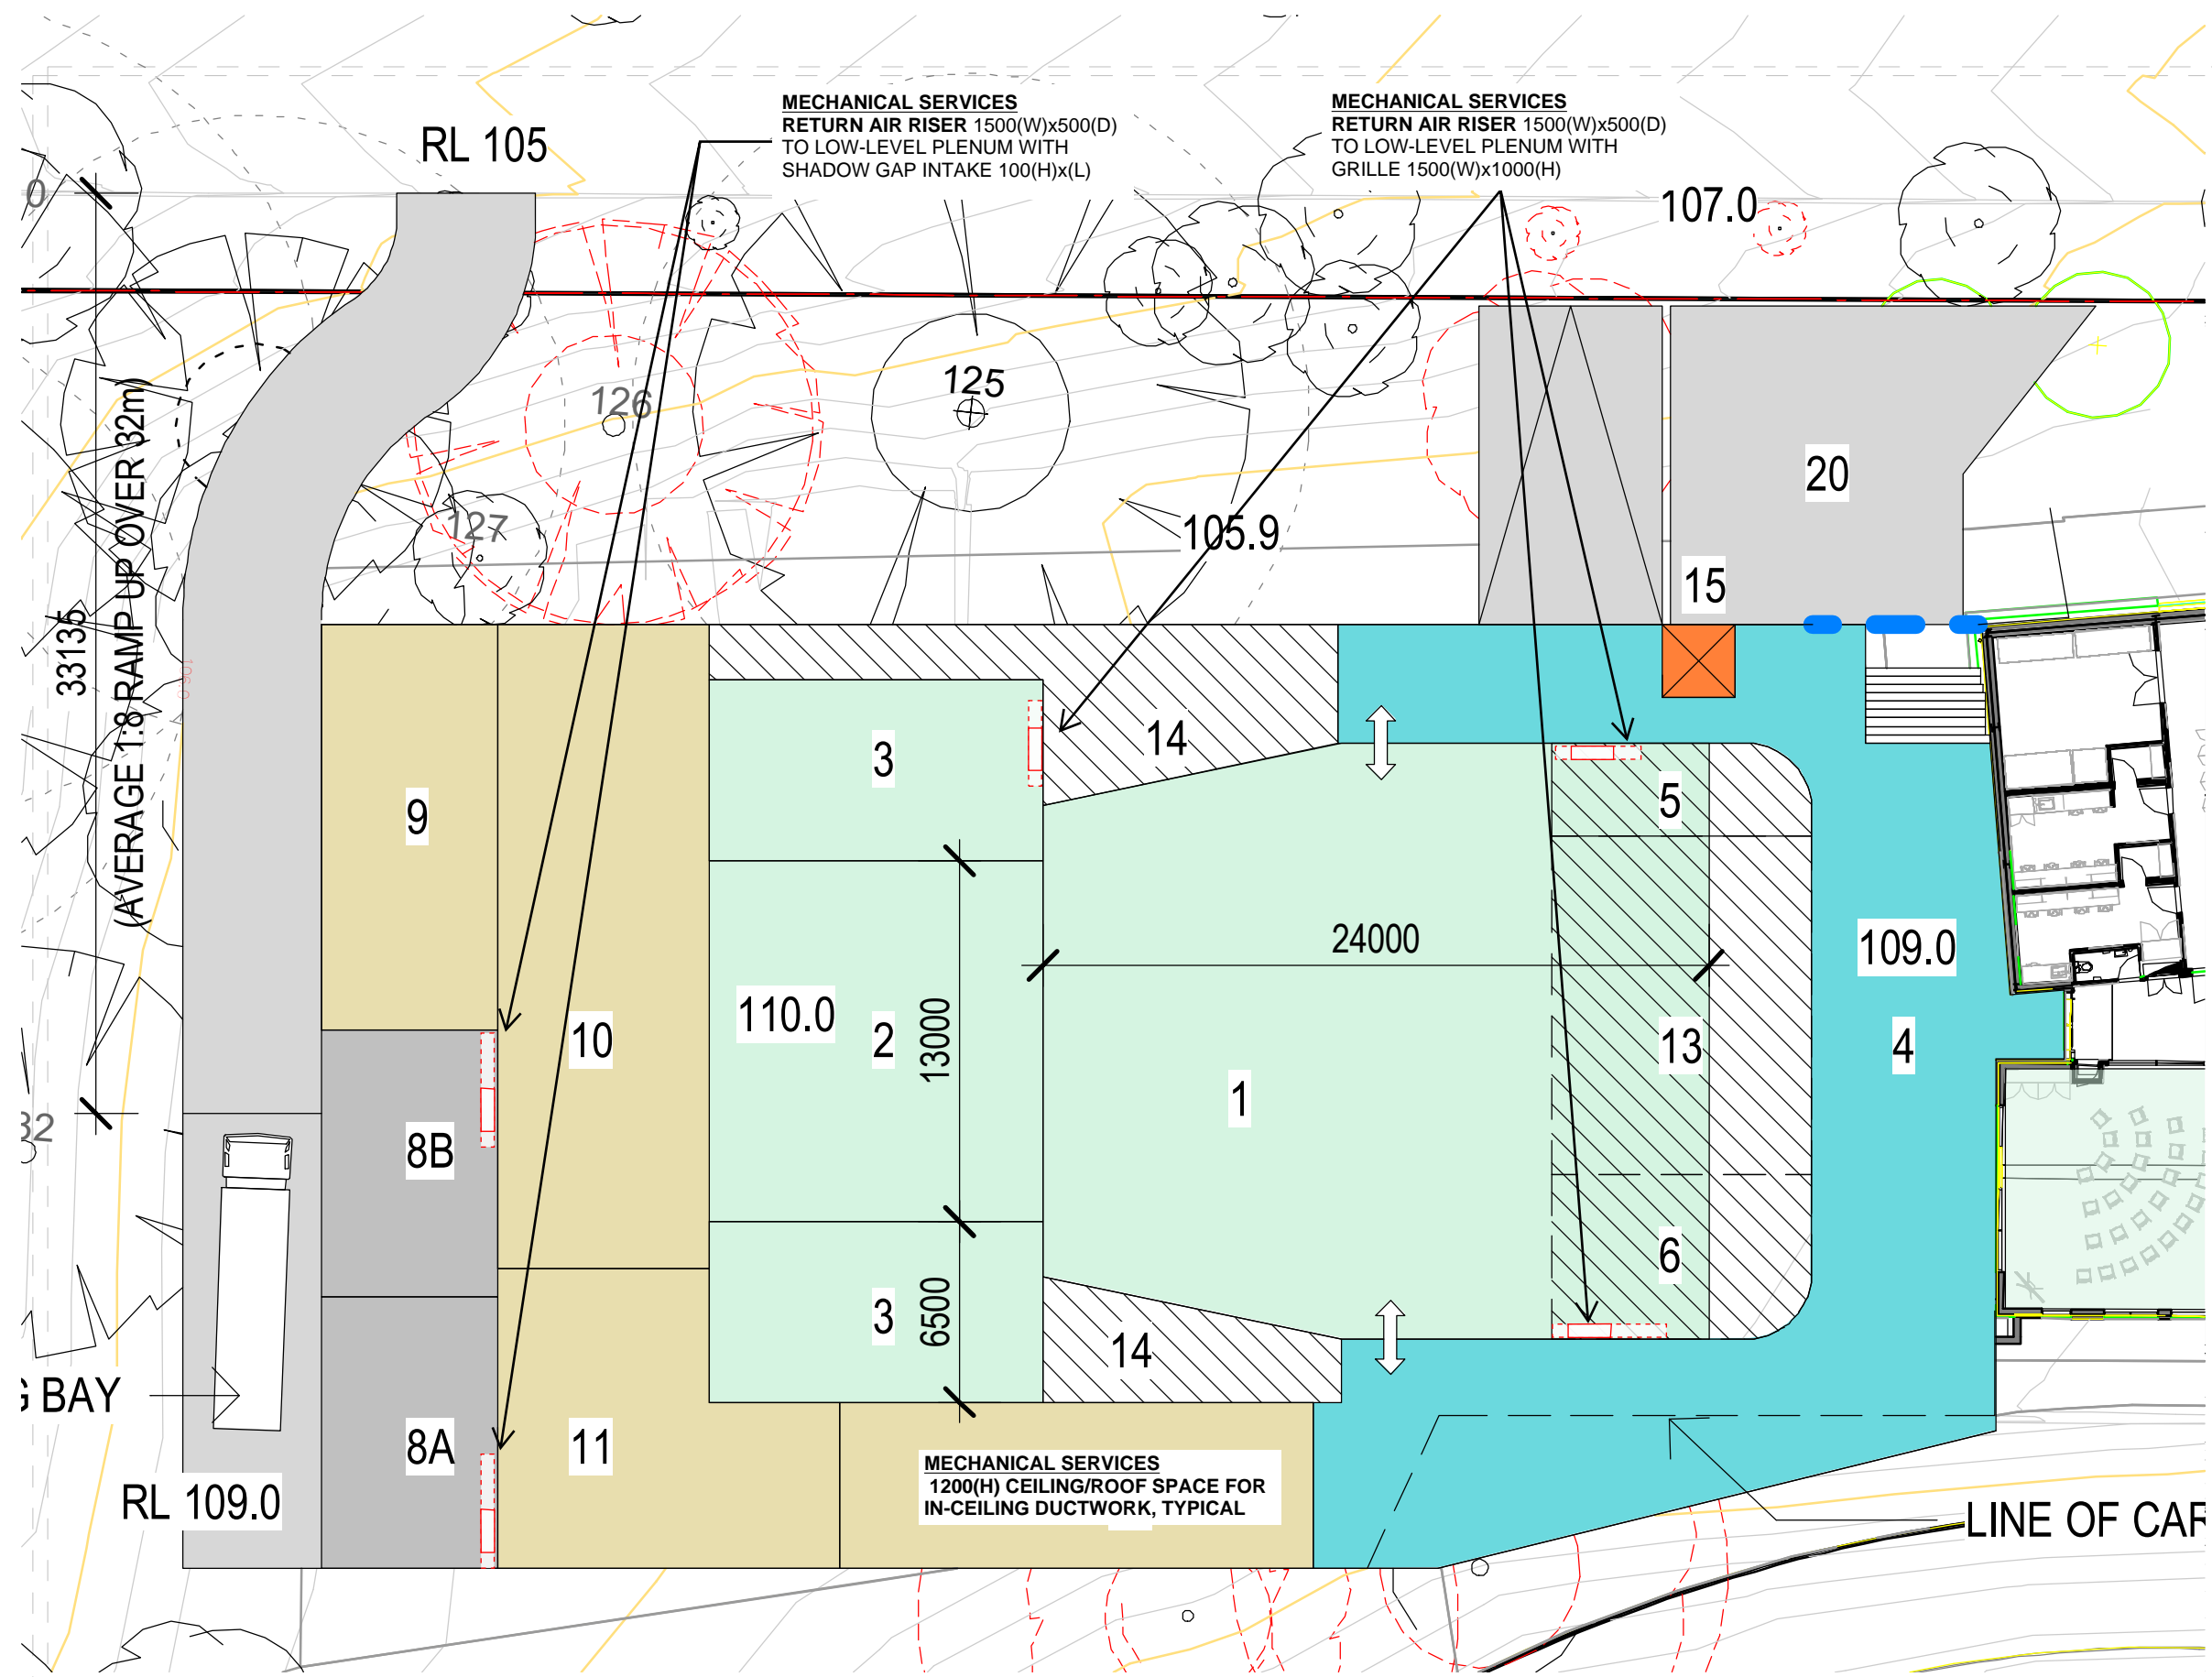 MECHANICAL SERVICES
RETURN AIR RISER 1500(W)x500(D)
TO LOW-LEVEL PLENUM WITH
SHADOW GAP INTAKE 100(H)x(L)
MECHANICAL SERVICES
RETURN AIR RISER 1500(W)x500(D)
TO LOW-LEVEL PLENUM WITH
GRILLE 1500(W)x1000(H)
RL 105
0
107.0
125
126
127
105.9
20
15
33135
(AVERAGE 1:8 RAMP UP OVER 32m)
3
14
5
9
24000
109.0
110.0
2
13000
10
13
4
1
32
8B
6
3
6500
14
G BAY
8A
11
MECHANICAL SERVICES
1200(H) CEILING/ROOF SPACE FOR
IN-CEILING DUCTWORK, TYPICAL
RL 109.0
LINE OF CAR